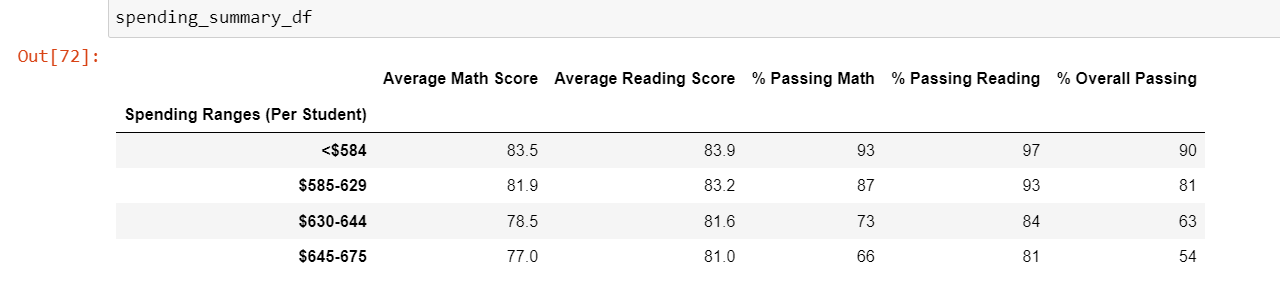 spending_summary_df
Out[72]:
Average Math Score Average Reading Score % Passing Math % Passing Reading % Overall Passing
Spending Ranges (Per Student)
<$584 83.5 83.9 93 97 90
$585-629 81.9 83.2 87 93 81
$630-644 78.5 81.6 73 84 63
$645-675 77.0 81.0 66 81 54